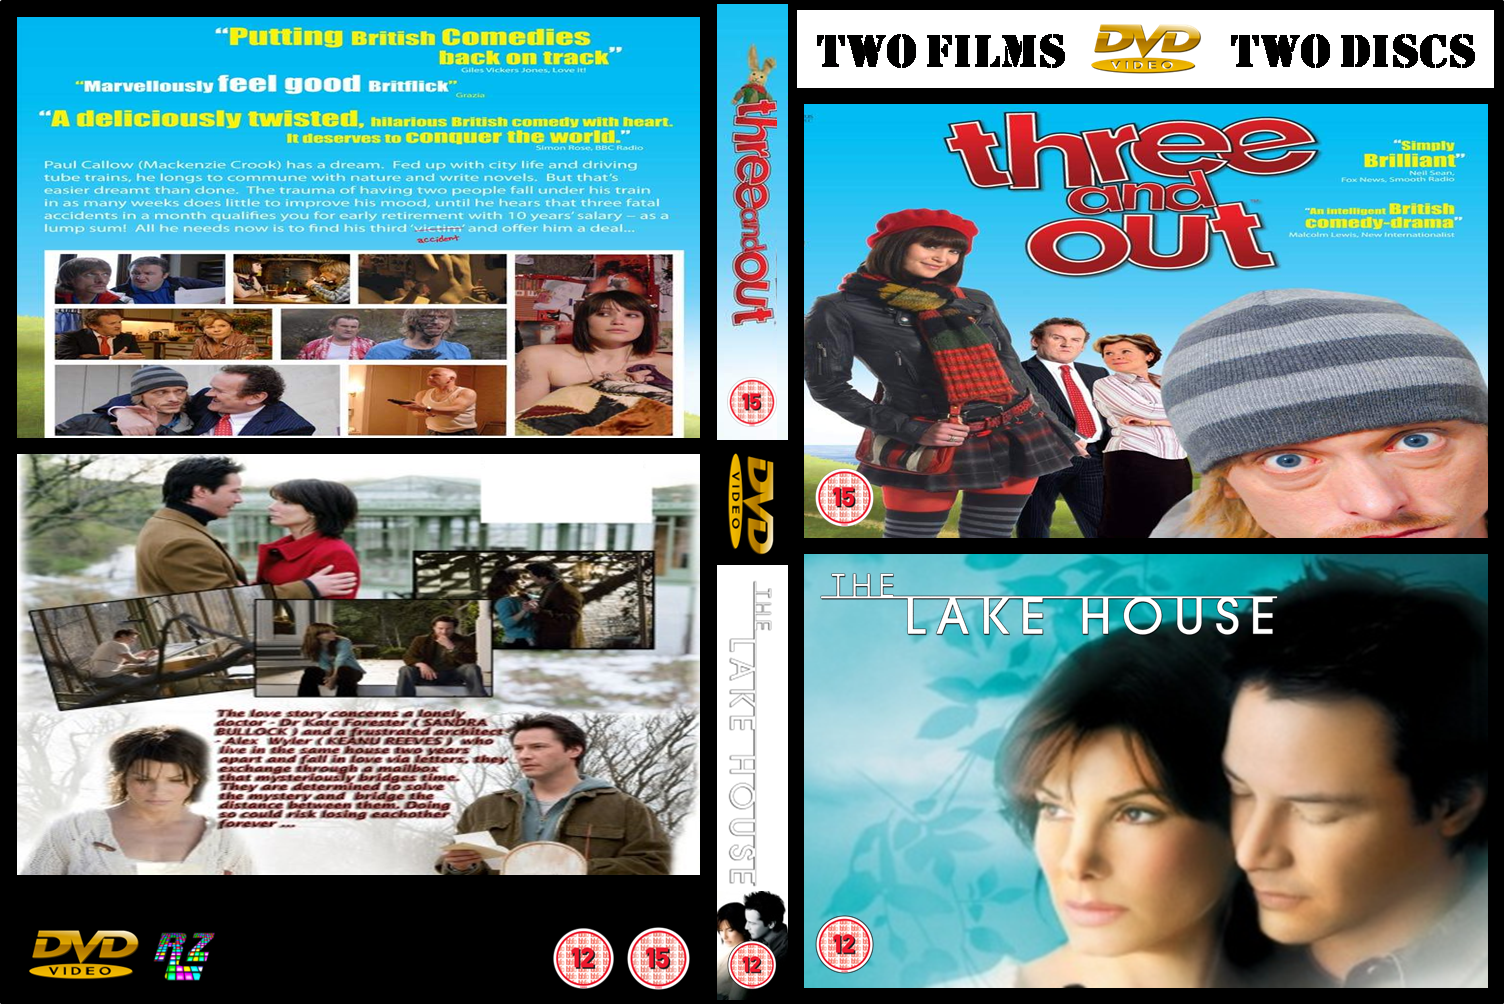 "Putting British Comedies
back on track"
Giles Vickers Jones, Love it!
"Marvellously feel good Britflick"
Grazia
"A deliciously twisted, hilarious British comedy with heart.
It deserves to conquer the world."
Simon Rose, BBC Radio
Paul Callow (Mackenzie Crook) has a dream. Fed up with city life and driving
tube trains, he longs to commune with nature and write novels. But that's
easier dreamt than done. The trauma of having two people fall under his train
in as many weeks does little to improve his mood, until he hears that three fatal
accidents in a month qualifies you for early retirement with 10 years' salary – as a
lump sum! All he needs now is to find his third 'victim' and offer him a deal...
accident
The love story concerns a lonely
doctor - Dr Kate Forester ( SANDRA
BULLOCK ) and a frustrated architect
- Alex Wyler ( KEANU REEVES ) who
live in the same house two years
apart and fall in love via letters, they
exchange through a mailbox
that mysteriously bridges time.
They are determined to solve
the mystery and bridge the
distance between them. Doing
so could risk losing eachother
forever ...
DVD
VIDEO
RZ
12
15
three and out
15
DVD
VIDEO
THE
LAKE HOUSE
12
TWO FILMS
DVD
VIDEO
TWO DISCS
three
and
out
"Simply
Brilliant"
Neil Sean,
Fox News, Smooth Radio
"An intelligent British
comedy-drama"
Malcolm Lewis, New Internationalist
15
THE
LAKE HOUSE
12